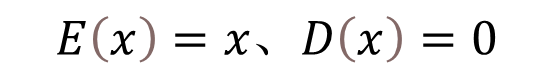 E(x) = x、D(x) = 0